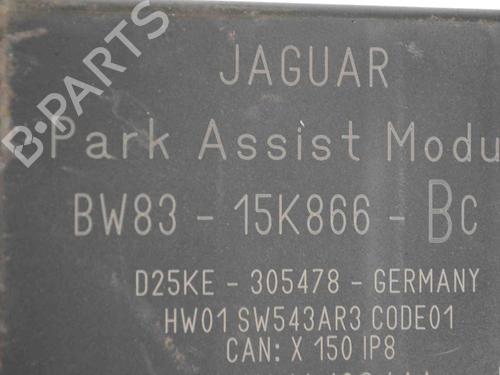 B-PARTS
JAGUAR
Park Assist Modu
BW83 - 15K866 - Bc
D25KE - 305478 - GERMANY
HW01 SW543AR3 CODE01
CAN: X 150 IP8